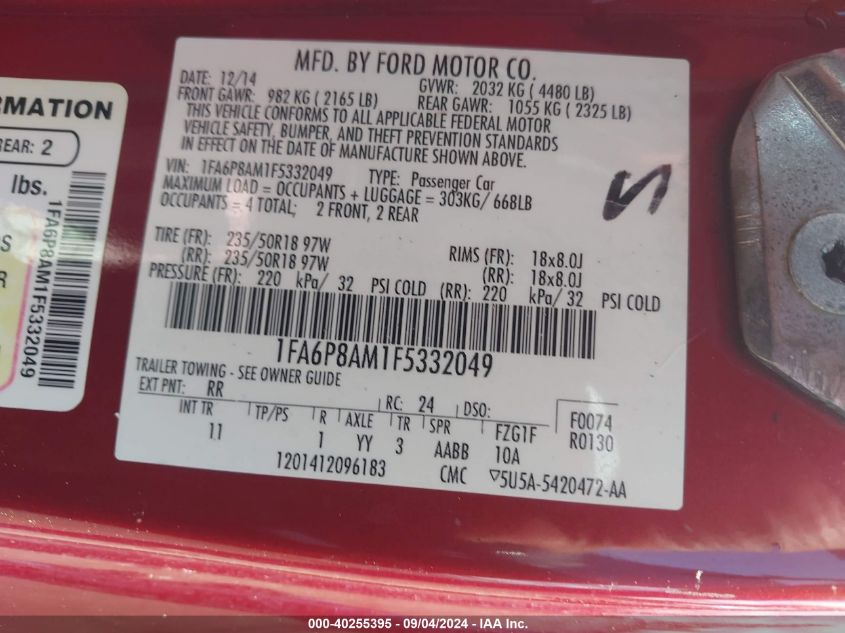 MFD. BY FORD MOTOR CO.
DATE: 12/14 GVWR: 2032 KG ( 4480 LB)
FRONT GAWR: 982 KG ( 2165 LB) REAR GAWR: 1055 KG ( 2325 LB)
THIS VEHICLE CONFORMS TO ALL APPLICABLE FEDERAL MOTOR
VEHICLE SAFETY, BUMPER, AND THEFT PREVENTION STANDARDS
IN EFFECT ON THE DATE OF MANUFACTURE SHOWN ABOVE.
VIN: 1FA6P8AM1F5332049 TYPE: Passenger Car
MAXIMUM LOAD = OCCUPANTS + LUGGAGE = 303KG/ 668LB
OCCUPANTS = 4 TOTAL; 2 FRONT, 2 REAR
TIRE (FR): 235/50R18 97W RIMS (FR): 18x8.0J
(RR): 235/50R18 97W (RR): 18x8.0J
PRESSURE (FR): 220 kPa/ 32 PSI COLD (RR): 220 kPa/ 32 PSI COLD
1FA6P8AM1F5332049
TRAILER TOWING - SEE OWNER GUIDE
EXT PNT: RR RC: 24 DSO: F0074
INT TR TP/PS R AXLE TR SPR FZG1F R0130
11 1 YY 3 AABB 10A
1201412096183 CMC ▽5U5A-5420472-AA
RMATION
REAR: 2
lbs.
1FA6P8AM1F5332049
S
R
000-40255395 - 09/04/2024 - IAA Inc.